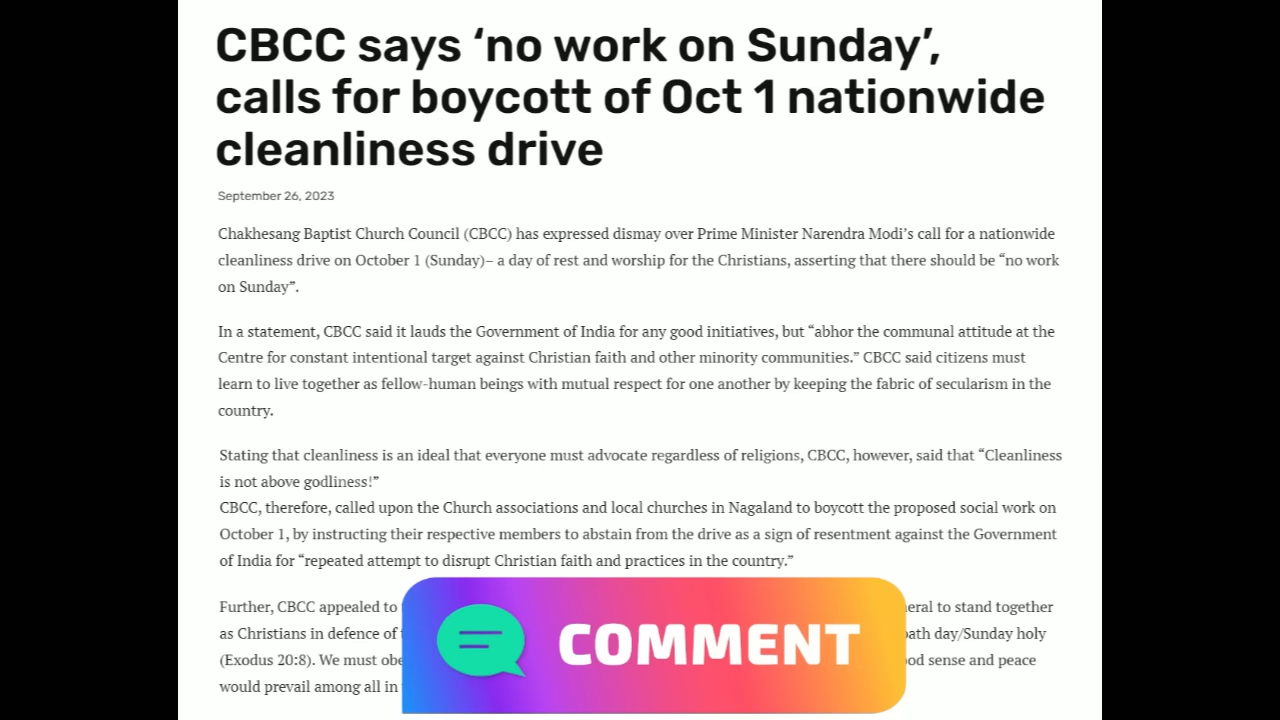 CBCC says ‘no work on Sunday’,
calls for boycott of Oct 1 nationwide
cleanliness drive
September 26, 2023
Chakhesang Baptist Church Council (CBCC) has expressed dismay over Prime Minister Narendra Modi’s call for a nationwide
cleanliness drive on October 1 (Sunday)– a day of rest and worship for the Christians, asserting that there should be “no work
on Sunday”.
In a statement, CBCC said it lauds the Government of India for any good initiatives, but “abhor the communal attitude at the
Centre for constant intentional target against Christian faith and other minority communities.” CBCC said citizens must
learn to live together as fellow-human beings with mutual respect for one another by keeping the fabric of secularism in the
country.
Stating that cleanliness is an ideal that everyone must advocate regardless of religions, CBCC, however, said that “Cleanliness
is not above godliness!”
CBCC, therefore, called upon the Church associations and local churches in Nagaland to boycott the proposed social work on
October 1, by instructing their respective members to abstain from the drive as a sign of resentment against the Government
of India for “repeated attempt to disrupt Christian faith and practices in the country.”
Further, CBCC appealed to to stand together
as Christians in defence of day/Sunday holy
(Exodus 20:8). We must sense and peace
would prevail among all in
COMMENT